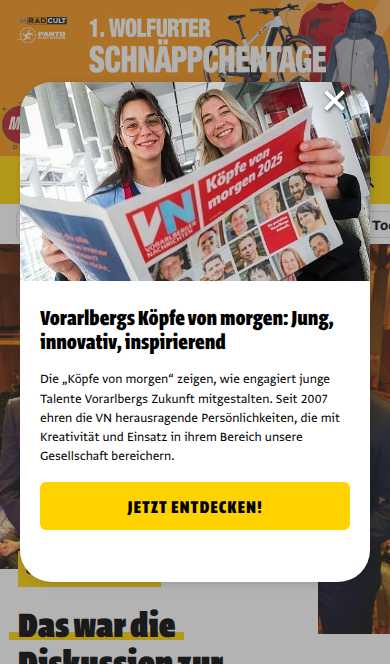 RADCULT
PANTO
1. WOLFURTER
SCHNÄPPCHENTAGE
Köpfe von
morgen 2025
VN
VORARLBERGER
NACHRICHTEN
Too
Vorarlbergs Köpfe von morgen: Jung,
innovativ, inspirierend
Die „Köpfe von morgen“ zeigen, wie engagiert junge
Talente Vorarlbergs Zukunft mitgestalten. Seit 2007
ehren die VN herausragende Persönlichkeiten, die mit
Kreativität und Einsatz in ihrem Bereich unsere
Gesellschaft bereichern.
JETZT ENTDECKEN!
Das war die
Diskussion zur